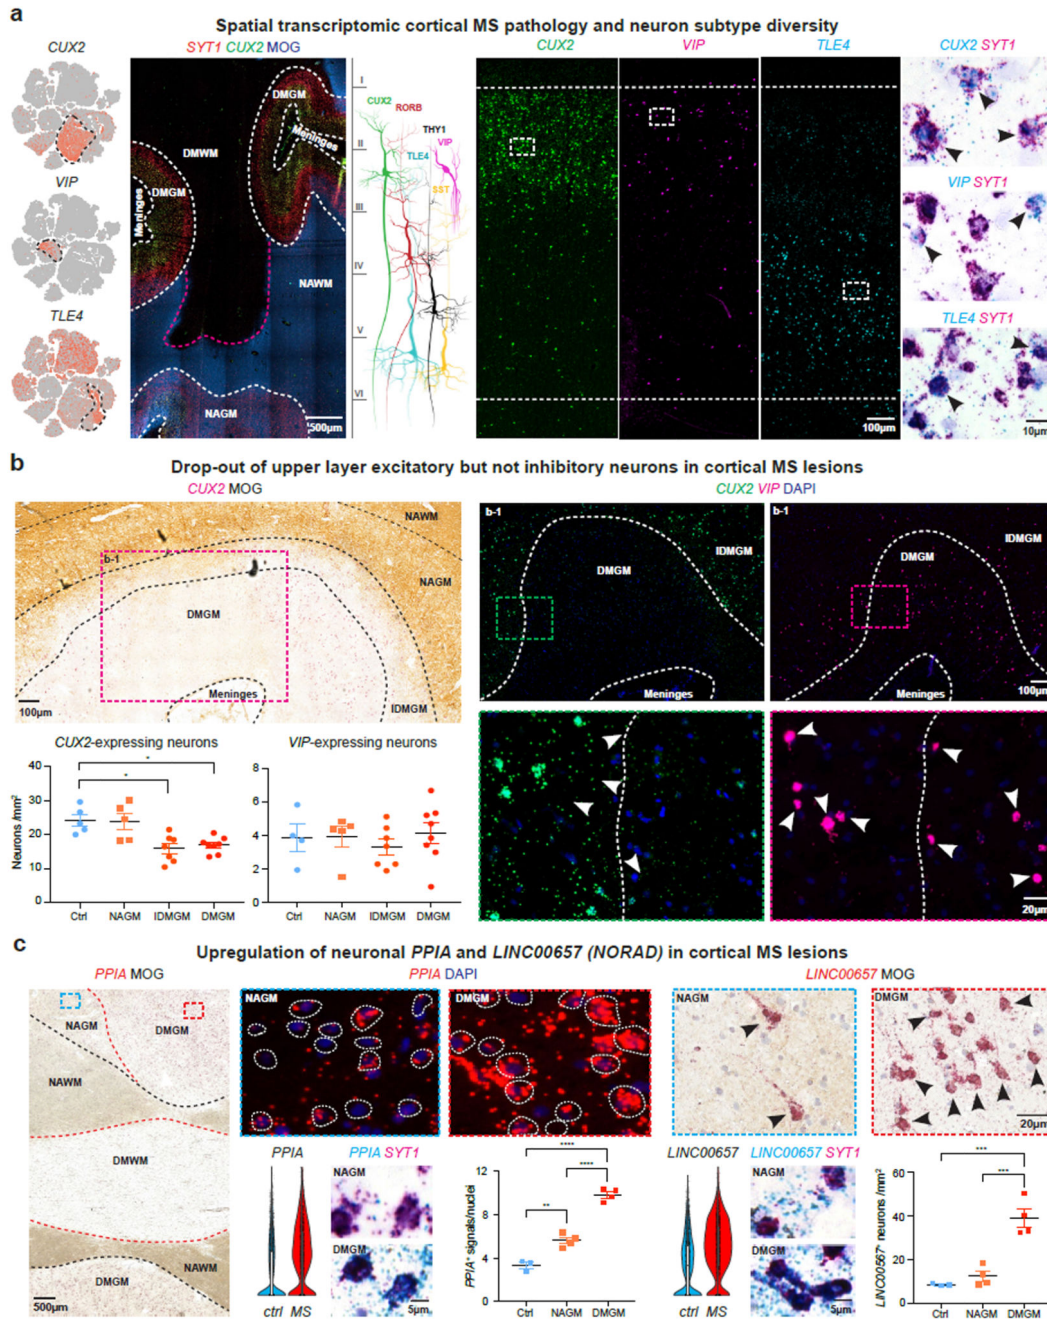 a
Spatial transcriptomic cortical MS pathology and neuron subtype diversity
CUX2
SYT1 CUX2 MOG
CUX2
VIP
TLE4
CUX2 SYT1
VIP
TLE4
DMGM
Meninges
DMWM
DMGM
Meninges
NAWM
NAGM
500µm
I
II
III
IV
V
VI
CUX2
RORB
THY1
VIP
TLE4
SST
100µm
VIP SYT1
TLE4 SYT1
10µm
b
Drop-out of upper layer excitatory but not inhibitory neurons in cortical MS lesions
CUX2 MOG
CUX2 VIP DAPI
NAWM
b-1
NAGM
DMGM
Meninges
IDMGM
100µm
b-1
DMGM
IDMGM
Meninges
b-1
IDMGM
DMGM
Meninges
100µm
20µm
CUX2-expressing neurons
VIP-expressing neurons
Neurons /mm²
40
30
20
10
0
*
*
Ctrl NAGM IDMGM DMGM
8
6
4
2
0
Ctrl NAGM IDMGM DMGM
c
Upregulation of neuronal PPIA and LINC00657 (NORAD) in cortical MS lesions
PPIA MOG
PPIA DAPI
LINC00657 MOG
NAGM
DMGM
NAWM
DMWM
NAWM
DMGM
500µm
NAGM
DMGM
NAGM
DMGM
20µm
PPIA
ctrl MS
PPIA SYT1
NAGM
DMGM
5µm
PPIA⁺ signals/nuclei
12
8
4
0
****
****
**
Ctrl NAGM DMGM
LINC00657
ctrl MS
LINC00657 SYT1
NAGM
DMGM
5µm
LINC00657⁺ neurons /mm²
60
40
20
0
***
***
Ctrl NAGM DMGM